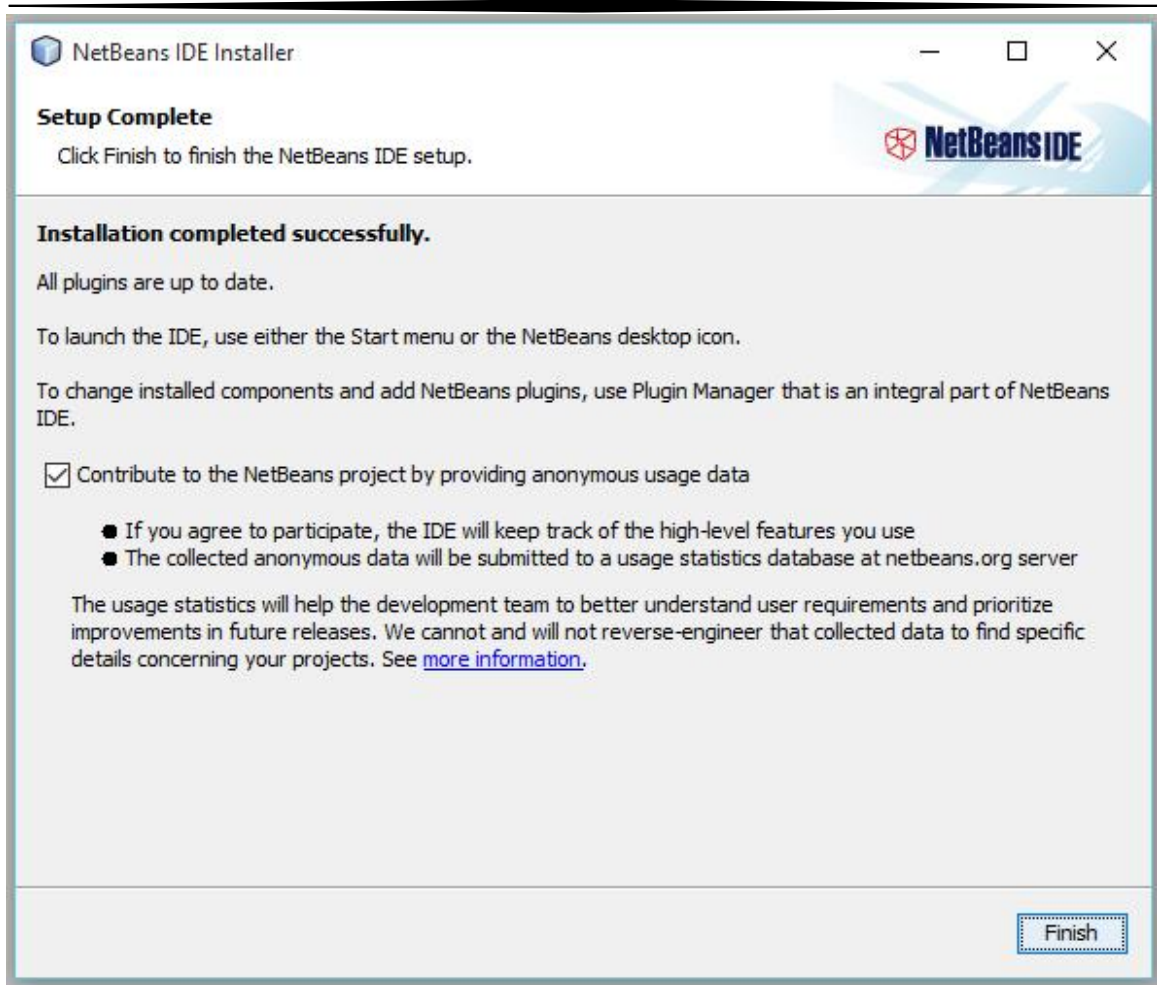 NetBeans IDE Installer
Setup Complete
Click Finish to finish the NetBeans IDE setup.
NetBeans IDE
Installation completed successfully.
All plugins are up to date.
To launch the IDE, use either the Start menu or the NetBeans desktop icon.
To change installed components and add NetBeans plugins, use Plugin Manager that is an integral part of NetBeans
IDE.
Contribute to the NetBeans project by providing anonymous usage data
● If you agree to participate, the IDE will keep track of the high-level features you use
● The collected anonymous data will be submitted to a usage statistics database at netbeans.org server
The usage statistics will help the development team to better understand user requirements and prioritize
improvements in future releases. We cannot and will not reverse-engineer that collected data to find specific
details concerning your projects. See more information.
Finish